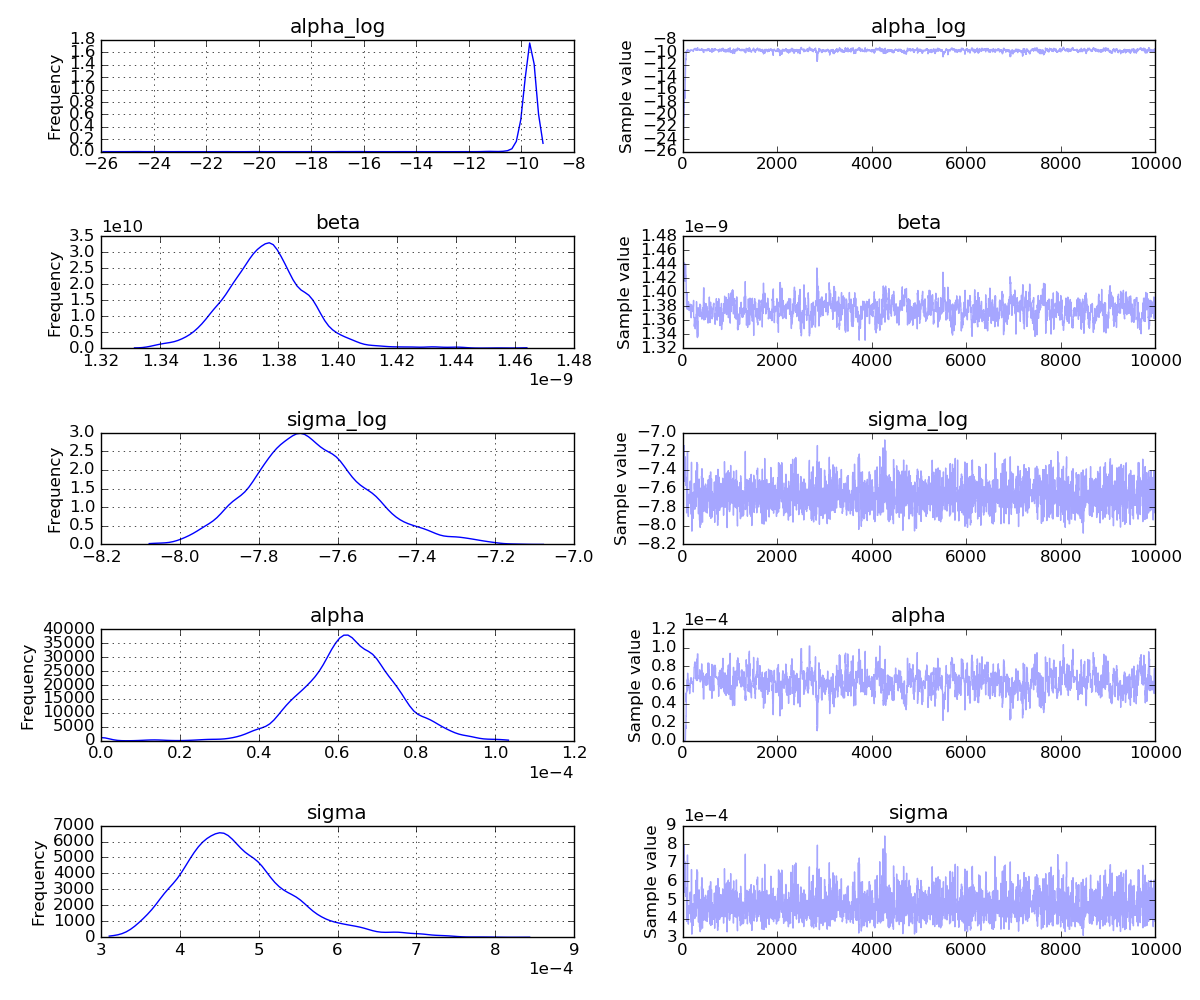 alpha_log
Frequency
1.8
1.6
1.4
1.2
1.0
0.8
0.6
0.4
0.2
0.0
−26 −24 −22 −20 −18 −16 −14 −12 −10 −8
alpha_log
Sample value
−8
−10
−12
−14
−16
−18
−20
−22
−24
−26
0 2000 4000 6000 8000 10000
beta
1e10
Frequency
3.5
3.0
2.5
2.0
1.5
1.0
0.5
0.0
1.32 1.34 1.36 1.38 1.40 1.42 1.44 1.46 1.48
1e−9
beta
1e−9
Sample value
1.48
1.46
1.44
1.42
1.40
1.38
1.36
1.34
1.32
0 2000 4000 6000 8000 10000
sigma_log
Frequency
3.0
2.5
2.0
1.5
1.0
0.5
0.0
−8.2 −8.0 −7.8 −7.6 −7.4 −7.2 −7.0
sigma_log
Sample value
−7.0
−7.2
−7.4
−7.6
−7.8
−8.0
−8.2
0 2000 4000 6000 8000 10000
alpha
Frequency
40000
35000
30000
25000
20000
15000
10000
5000
0
0.0 0.2 0.4 0.6 0.8 1.0 1.2
1e−4
alpha
1e−4
Sample value
1.2
1.0
0.8
0.6
0.4
0.2
0.0
0 2000 4000 6000 8000 10000
sigma
Frequency
7000
6000
5000
4000
3000
2000
1000
0
3 4 5 6 7 8 9
1e−4
sigma
1e−4
Sample value
9
8
7
6
5
4
3
0 2000 4000 6000 8000 10000